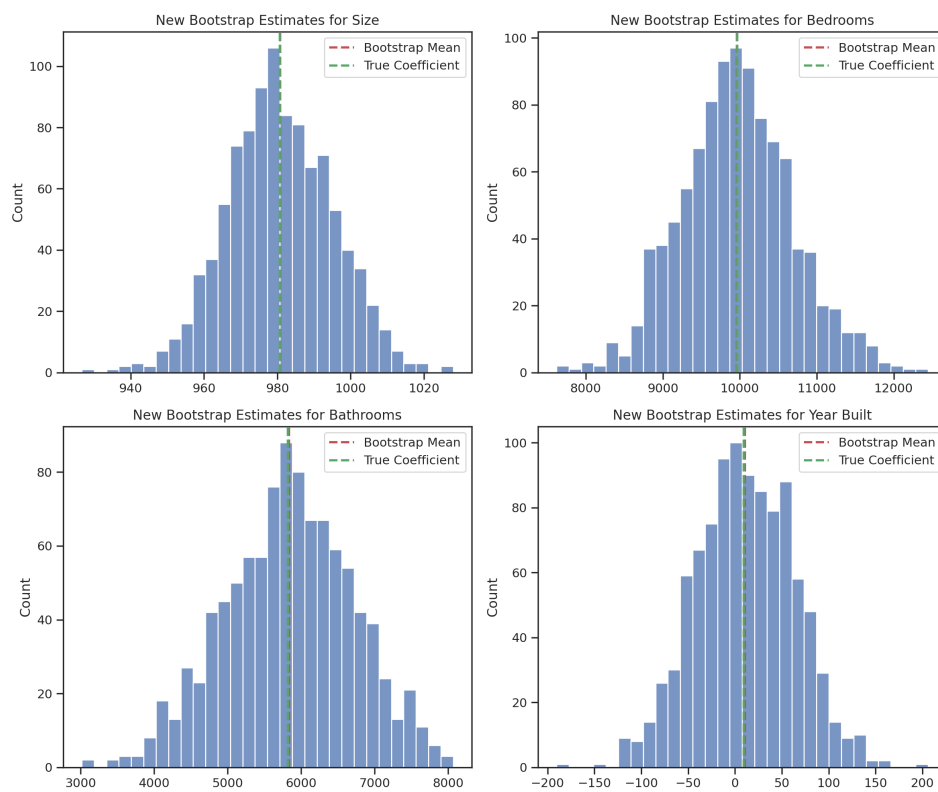 New Bootstrap Estimates for Size
Bootstrap Mean
True Coefficient
Count
0
20
40
60
80
100
940 960 980 1000 1020
New Bootstrap Estimates for Bedrooms
Bootstrap Mean
True Coefficient
Count
0
20
40
60
80
100
8000 9000 10000 11000 12000
New Bootstrap Estimates for Bathrooms
Bootstrap Mean
True Coefficient
Count
0
20
40
60
80
3000 4000 5000 6000 7000 8000
New Bootstrap Estimates for Year Built
Bootstrap Mean
True Coefficient
Count
0
20
40
60
80
100
−200 −150 −100 −50 0 50 100 150 200